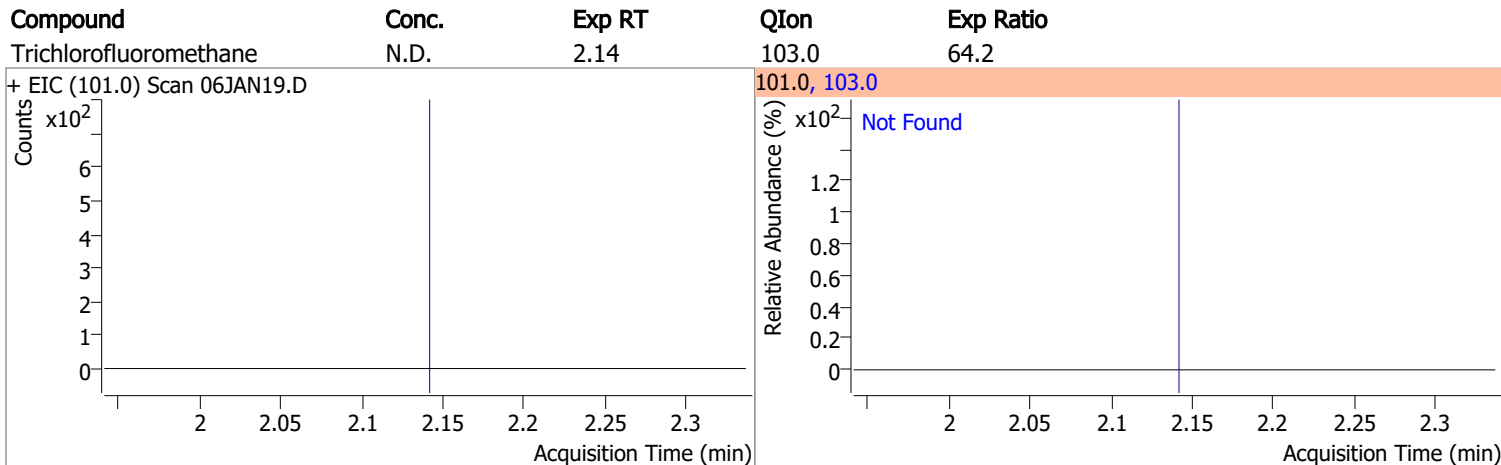 Compound Conc. Exp RT QIon Exp Ratio
Trichlorofluoromethane N.D. 2.14 103.0 64.2
+ EIC (101.0) Scan 06JAN19.D
Counts
x10²
6
5
4
3
2
1
0
2 2.05 2.1 2.15 2.2 2.25 2.3
Acquisition Time (min)
101.0, 103.0
Relative Abundance (%)
x10²
Not Found
1.2
1
0.8
0.6
0.4
0.2
0
2 2.05 2.1 2.15 2.2 2.25 2.3
Acquisition Time (min)